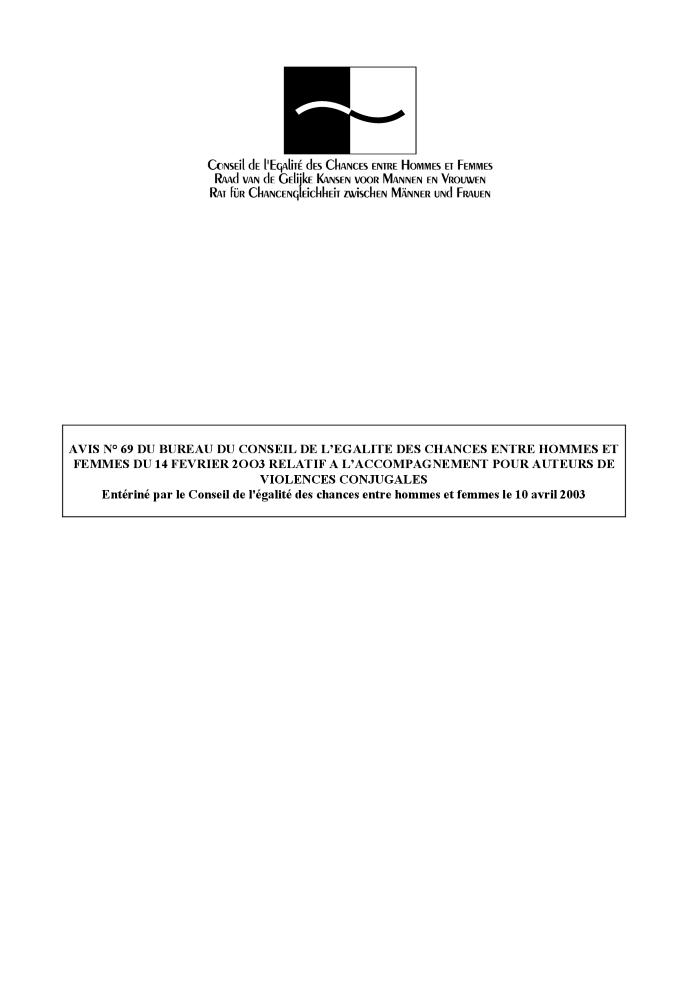 Conseil de l'Egalité des Chances entre Hommes et Femmes
Raad van de Gelijke Kansen voor Mannen en Vrouwen
Rat für Chancengleichheit zwischen Männer und Frauen
AVIS N° 69 DU BUREAU DU CONSEIL DE L’EGALITE DES CHANCES ENTRE HOMMES ET
FEMMES DU 14 FEVRIER 2OO3 RELATIF A L’ACCOMPAGNEMENT POUR AUTEURS DE
VIOLENCES CONJUGALES
Entériné par le Conseil de l'égalité des chances entre hommes et femmes le 10 avril 2003